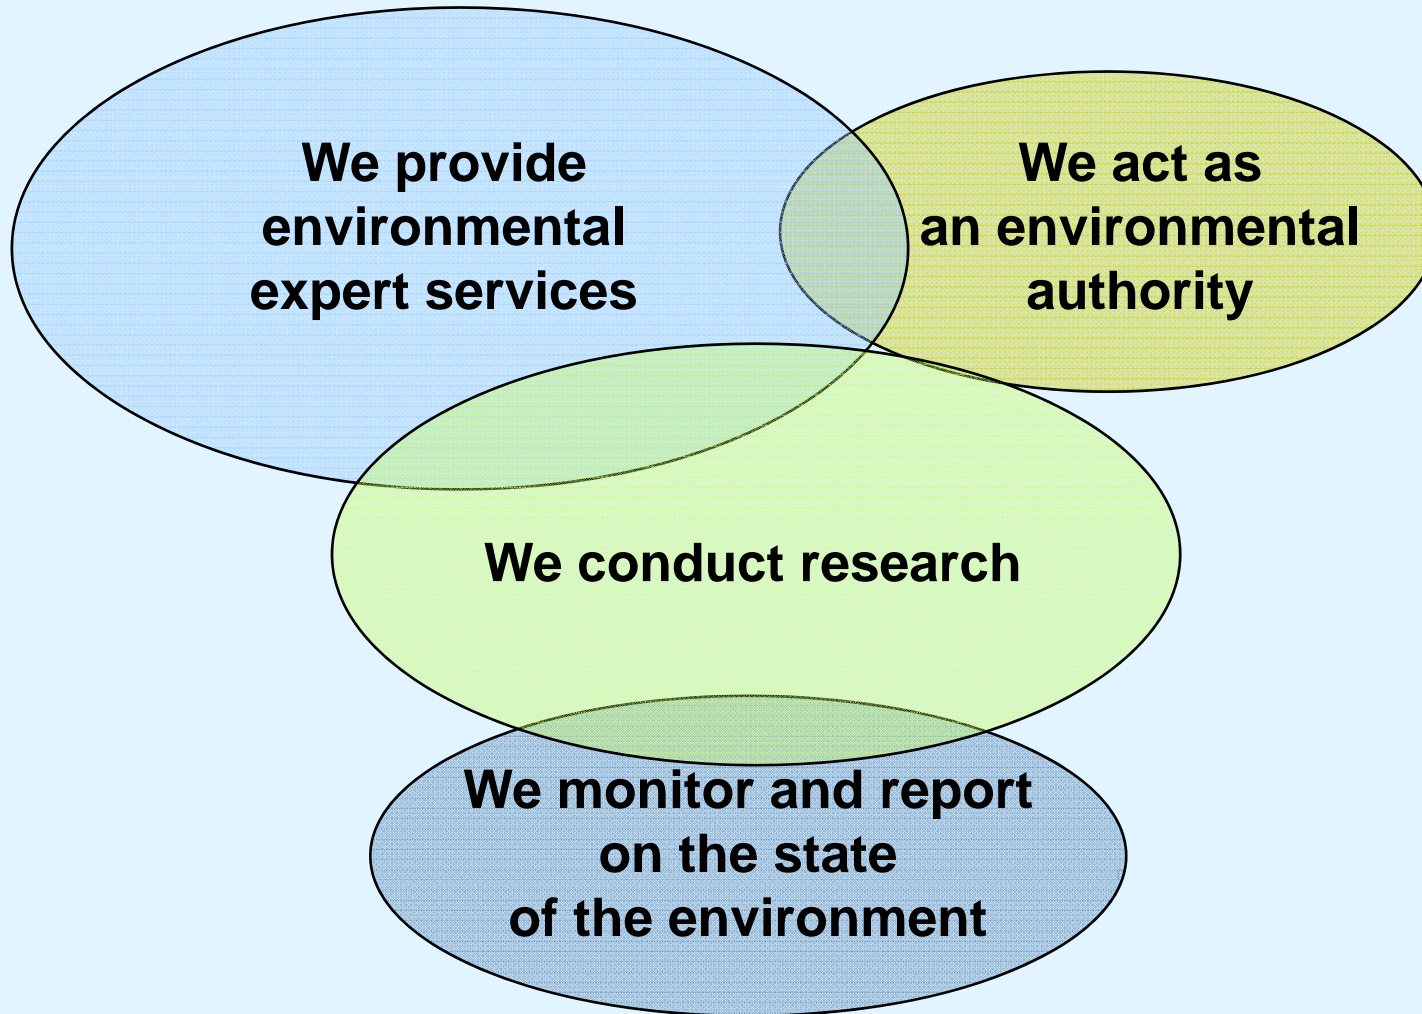 We provide
environmental
expert services
We act as
an environmental
authority
We conduct research
We monitor and report
on the state
of the environment